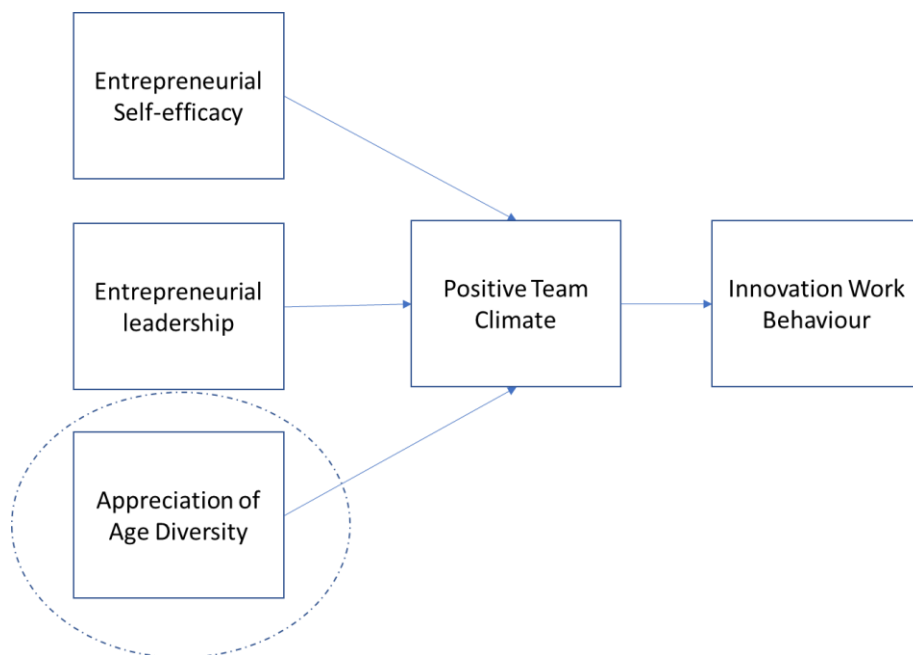 Entrepreneurial
Self-efficacy
Entrepreneurial
leadership
Positive Team
Climate
Innovation Work
Behaviour
Appreciation of
Age Diversity